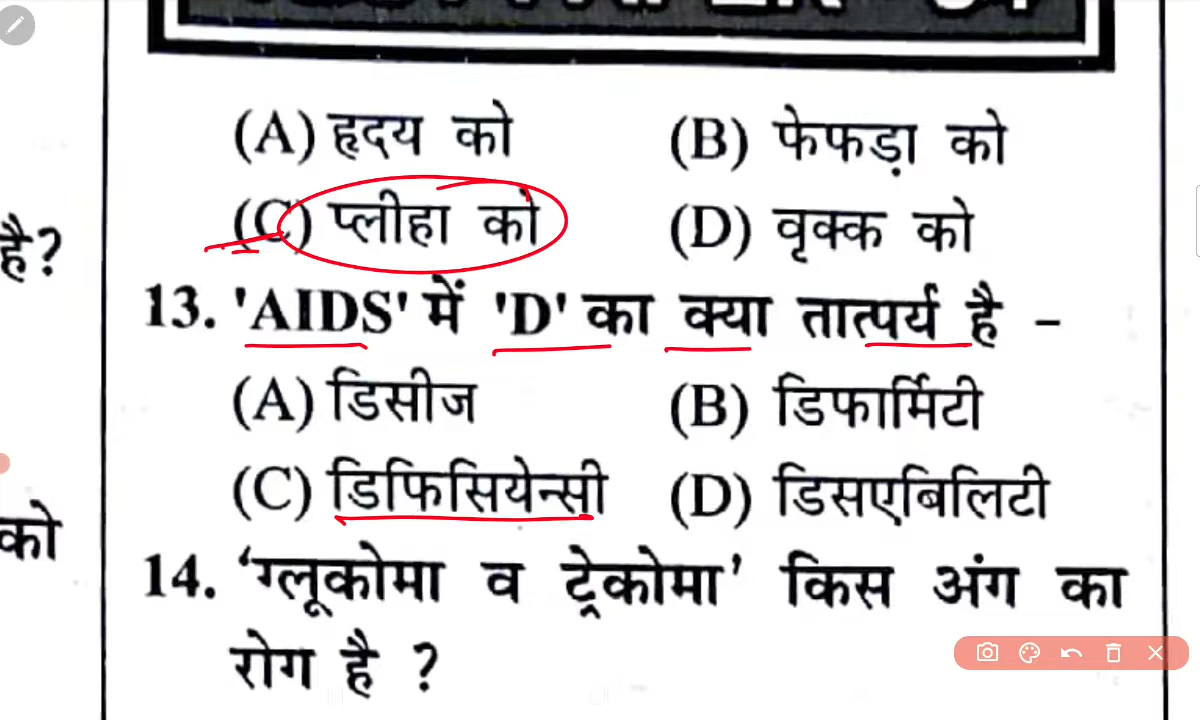 (A) हृदय को (B) फेफड़ा को
है?
(C) प्लीहा को (D) वृक्क को
13. 'AIDS' में 'D' का क्या तात्पर्य है –
(A) डिसीज (B) डिफार्मिटी
(C) डिफिसियेन्सी (D) डिसएबिलिटी
को
14. 'ग्लूकोमा व ट्रेकोमा' किस अंग का
रोग है ?